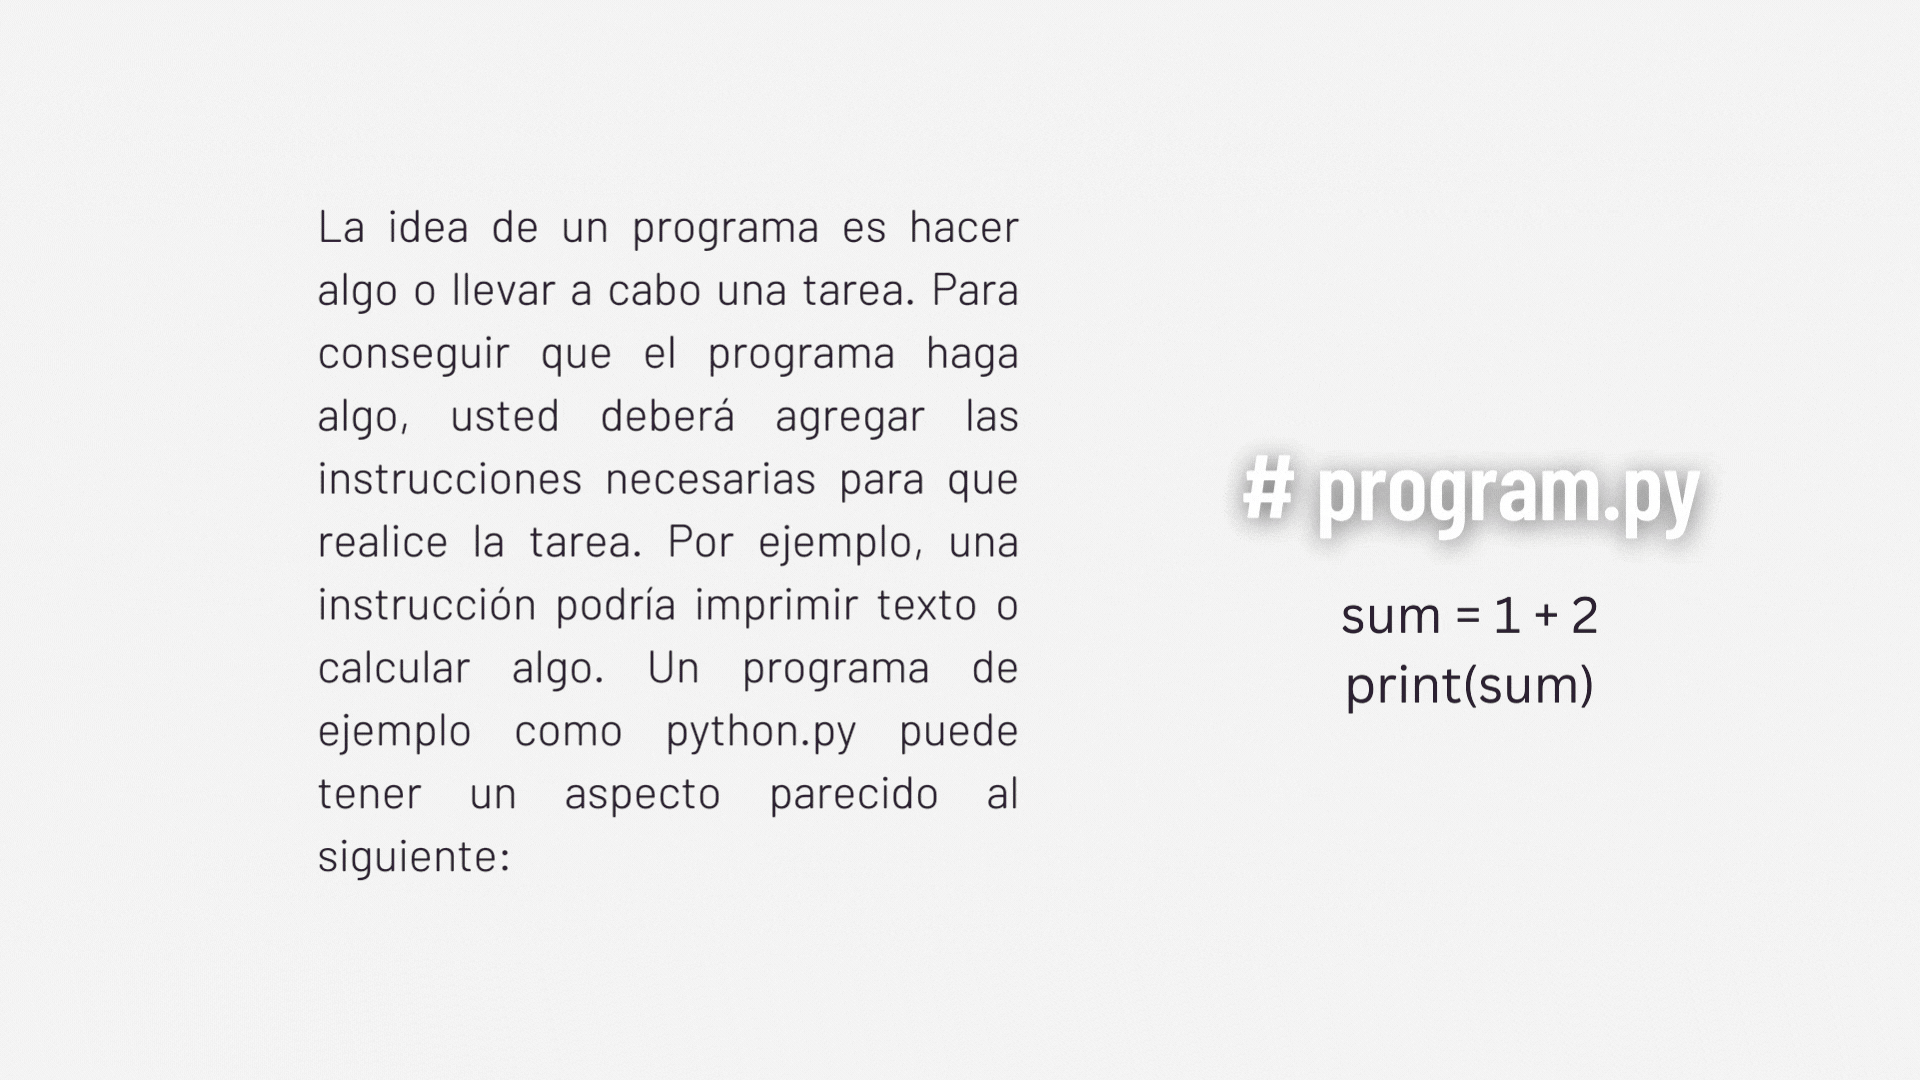 La idea de un programa es hacer
algo o llevar a cabo una tarea. Para
conseguir que el programa haga
algo, usted deberá agregar las
instrucciones necesarias para que
realice la tarea. Por ejemplo, una
instrucción podría imprimir texto o
calcular algo. Un programa de
ejemplo como python.py puede
tener un aspecto parecido al
siguiente:
# program.py
sum = 1 + 2
print(sum)